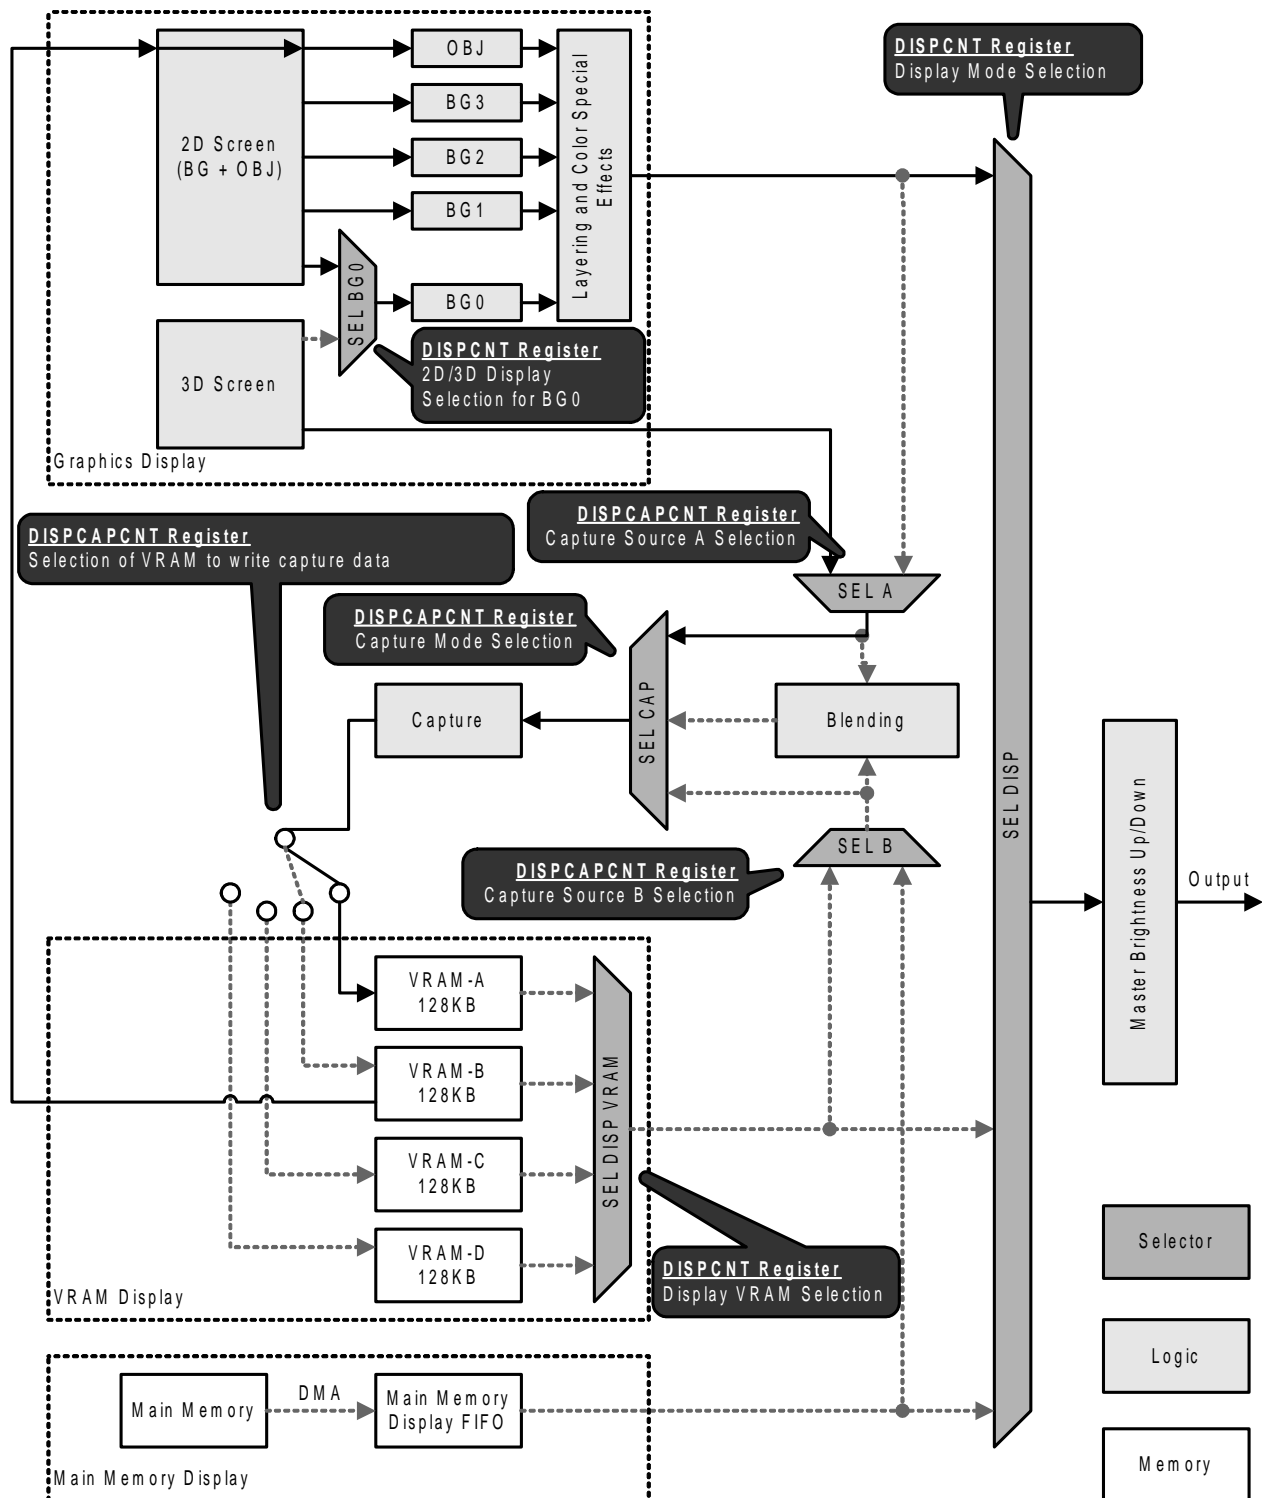 OBJ
DISPCNT Register
Display Mode Selection
BG3
2D Screen
(BG + OBJ)
BG2
BG1
Layering and Color Special
Effects
SEL BG0
BG0
DISPCNT Register
2D/3D Display
Selection for BG0
3D Screen
Graphics Display
DISPCAPCNT Register
Capture Source A Selection
DISPCAPCNT Register
Selection of VRAM to write capture data
SEL A
DISPCAPCNT Register
Capture Mode Selection
Capture
SEL CAP
Blending
SEL DISP
SEL B
DISPCAPCNT Register
Capture Source B Selection
Master Brightness Up/Down
Output
VRAM-A
128KB
VRAM-B
128KB
SEL DISP VRAM
VRAM-C
128KB
VRAM-D
128KB
DISPCNT Register
Display VRAM Selection
VRAM Display
Selector
Logic
Main Memory
DMA
Main Memory
Display FIFO
Main Memory Display
Memory